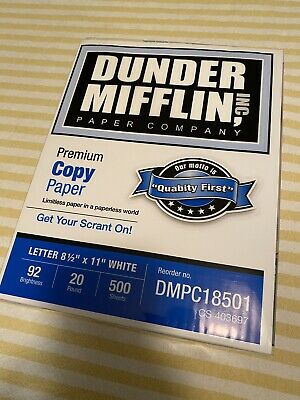 DUNDER
MIFFLIN, INC.
PAPER COMPANY
Premium
Copy
Paper
Limitless paper in a paperless world
Get Your Scrant On!
Our motto is
"Quabity First"
LETTER 8½" x 11" WHITE
92
Brightness
20
Pound
500
Sheets
Reorder no.
DMPC18501
CS-403697